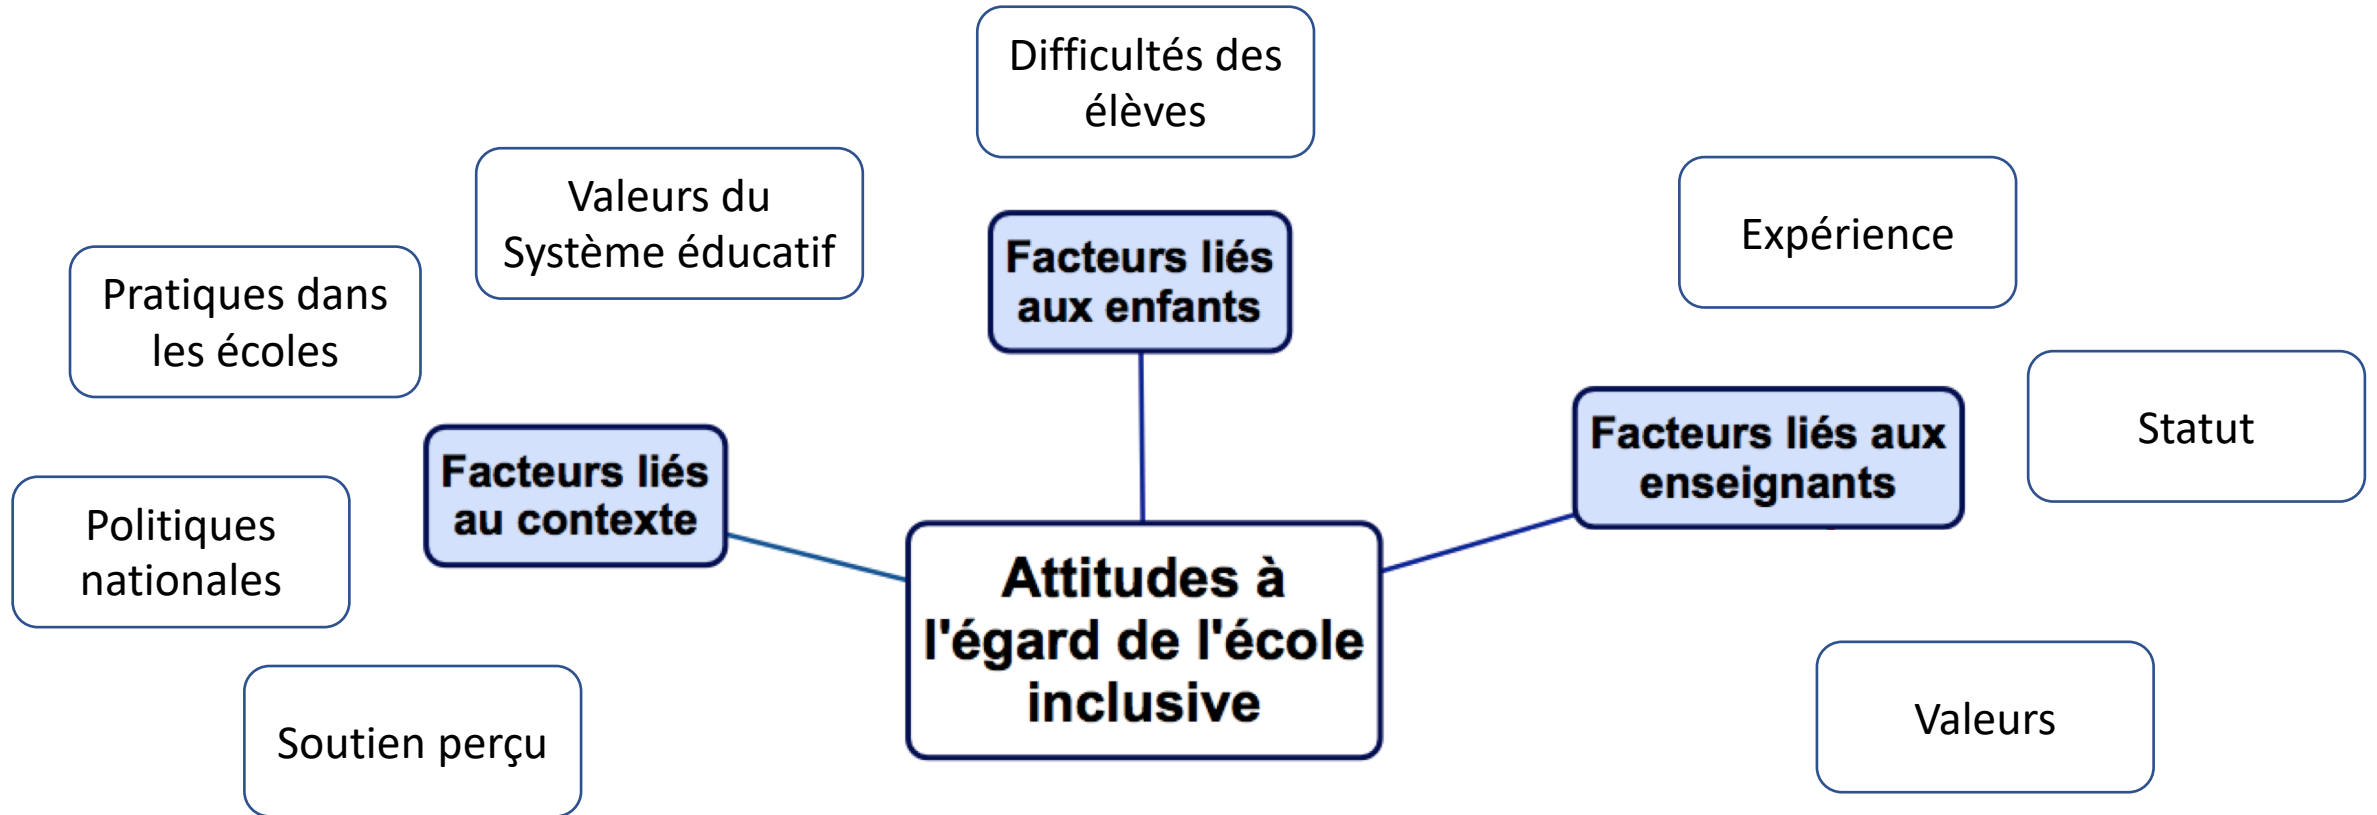 Difficultés des
élèves
Valeurs du
Système éducatif
Expérience
Facteurs liés
aux enfants
Pratiques dans
les écoles
Statut
Facteurs liés aux
enseignants
Facteurs liés
au contexte
Politiques
nationales
Attitudes à
l'égard de l'école
inclusive
Valeurs
Soutien perçu